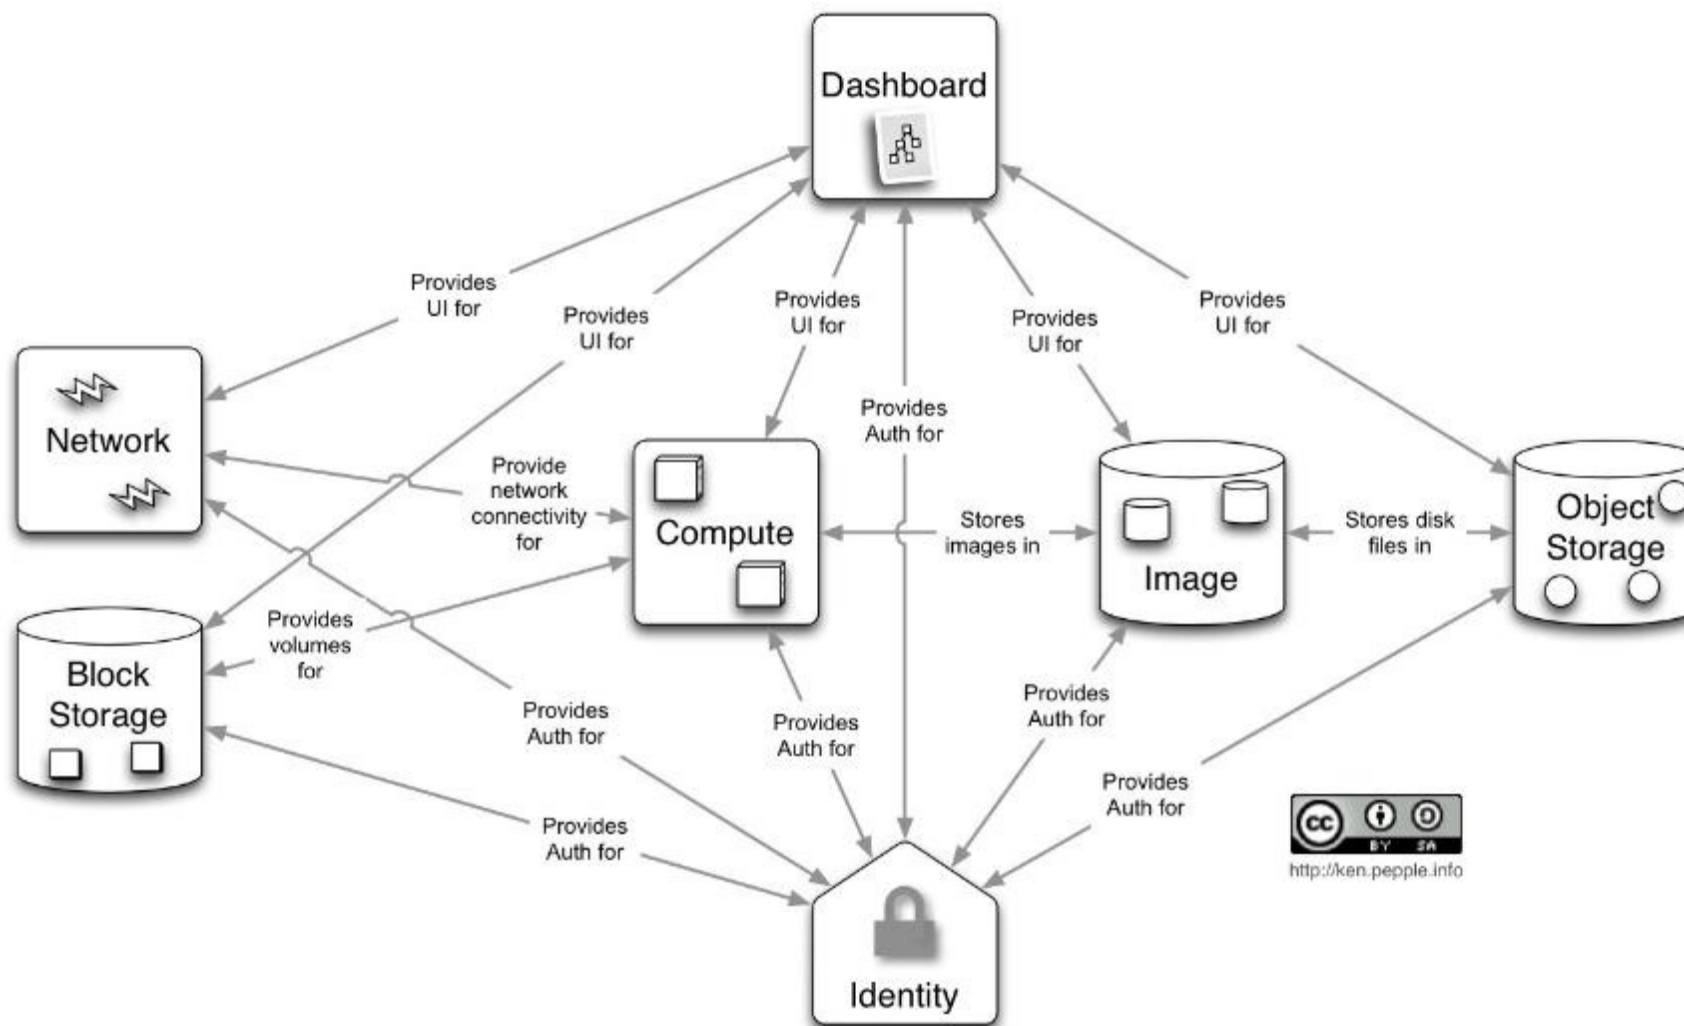 Dashboard
Provides
UI for
Provides
UI for
Provides
UI for
Provides
UI for
Provides
UI for
Provides
Auth for
Network
Provide
network
connectivity
for
Compute
Stores
images in
Image
Stores disk
files in
Object
Storage
Provides
volumes
for
Block
Storage
Provides
Auth for
Provides
Auth for
Provides
Auth for
Provides
Auth for
Provides
Auth for
cc
BY SA
http://ken.pepple.info
Identity